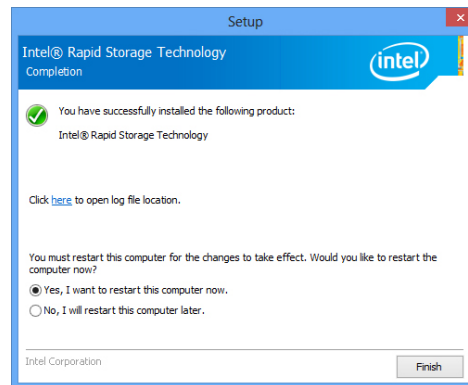 Setup
Intel® Rapid Storage Technology
Completion
intel
You have successfully installed the following product:
Intel® Rapid Storage Technology
Click here to open log file location.
You must restart this computer for the changes to take effect. Would you like to restart the
computer now?
Yes, I want to restart this computer now.
No, I will restart this computer later.
Intel Corporation
Finish